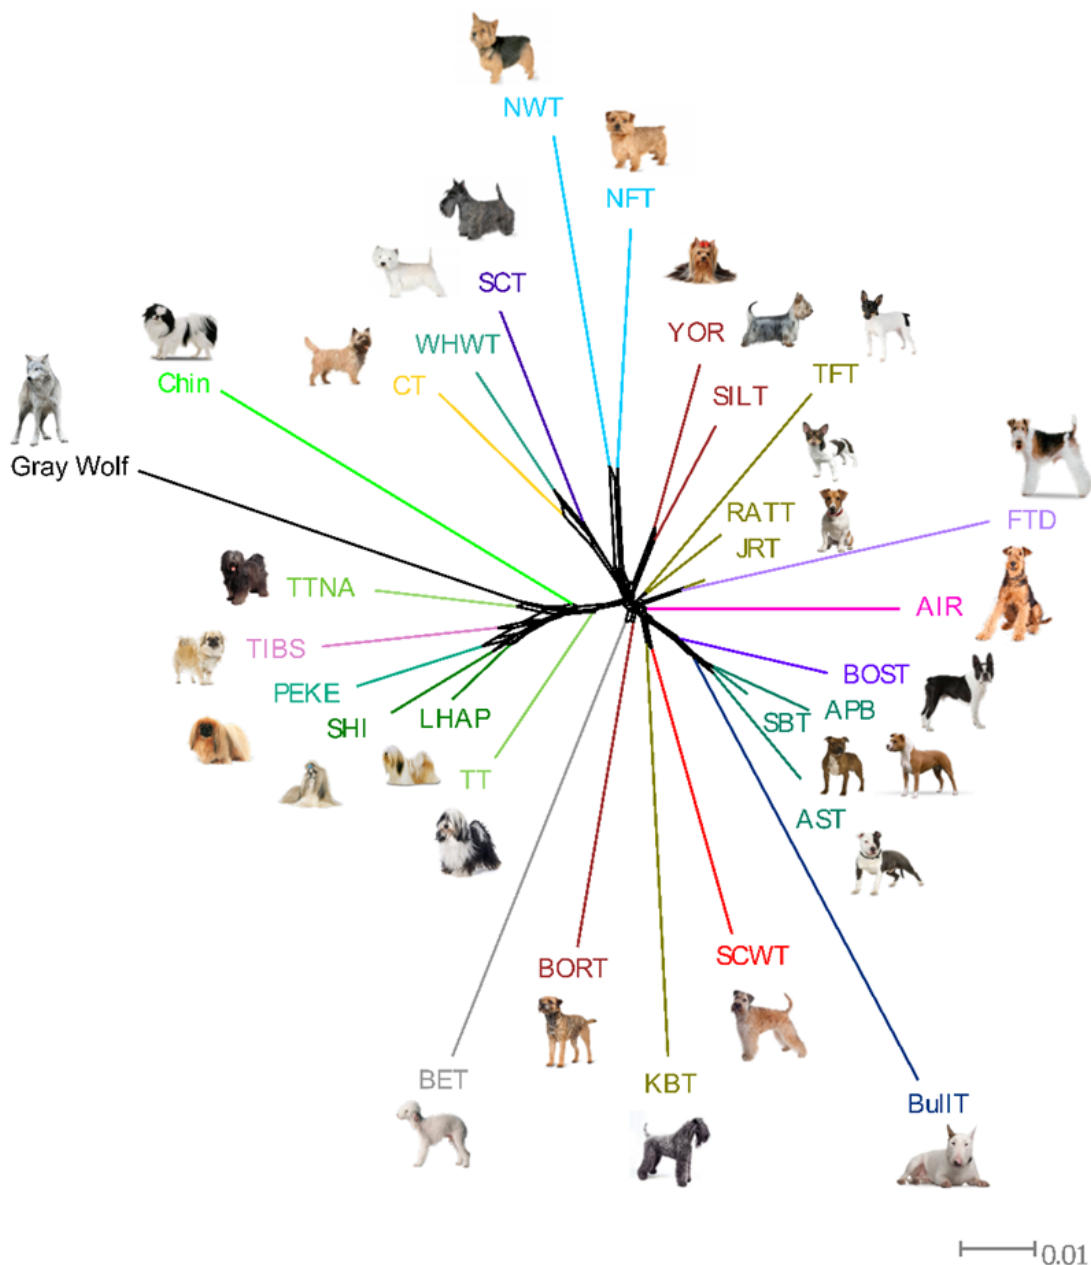 NWT
NFT
SCT
YOR
WHWT
TFT
Chin
CT
SILT
Gray Wolf
RATT
FTD
JRT
TTNA
AIR
TIBS
BOST
PEKE
LHAP
APB
SHI
SBT
TT
AST
SCWT
BORT
BET
KBT
BullT
0.01